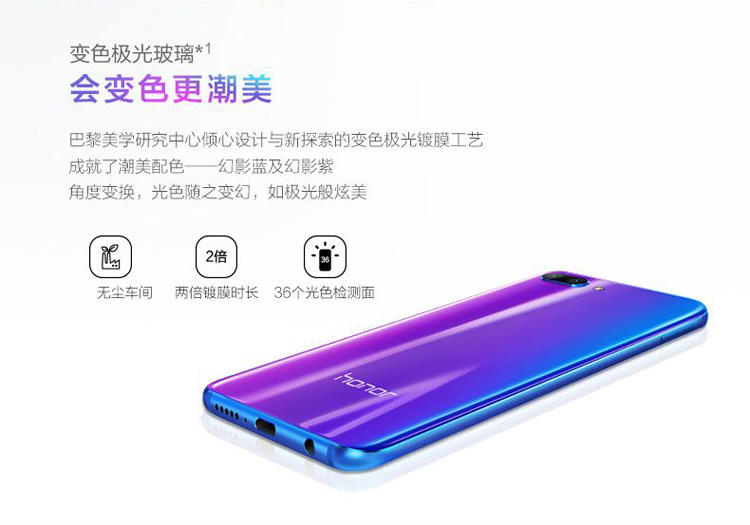 变色极光玻璃*1
会变色更潮美
巴黎美学研究中心倾心设计与新探索的变色极光镀膜工艺
成就了潮美配色——幻影蓝及幻影紫
角度变换，光色随之变幻，如极光般炫美
2倍
36
无尘车间
两倍镀膜时长
36个光色检测面
honor